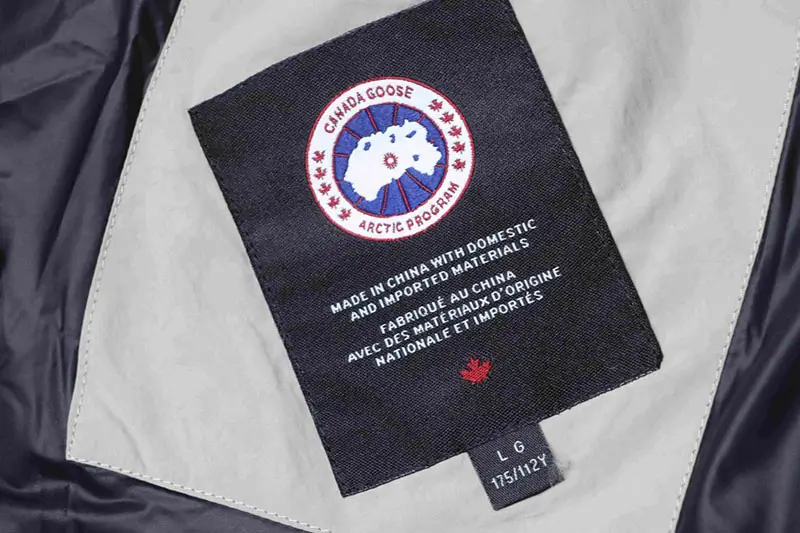 CANADA GOOSE
ARCTIC PROGRAM
MADE IN CHINA WITH DOMESTIC
AND IMPORTED MATERIALS
FABRIQUÉ AU CHINA
AVEC DES MATÉRIAUX D'ORIGINE
NATIONALE ET IMPORTÉS
L G
175/112Y